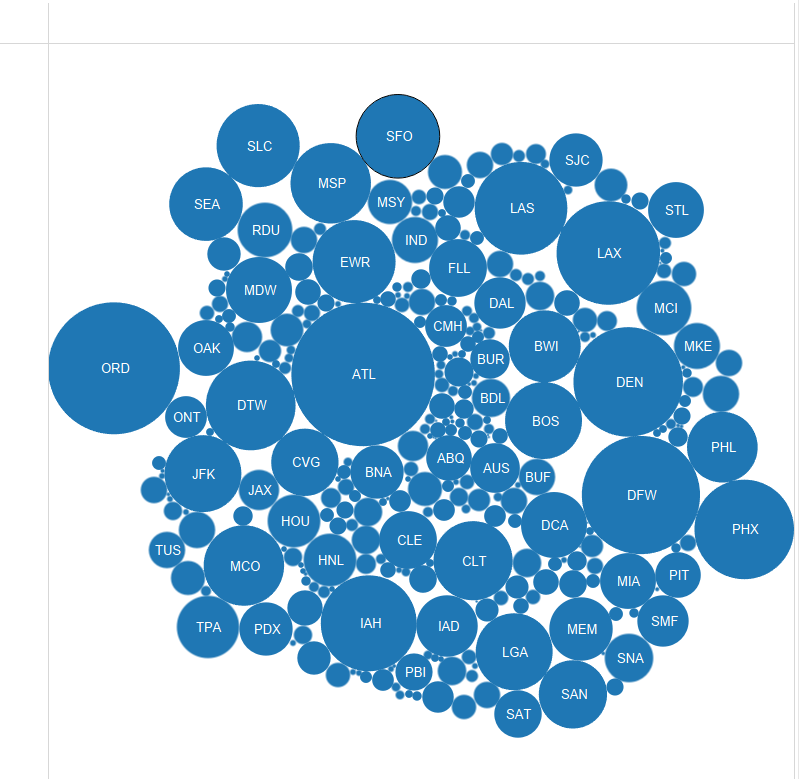 SFO
SLC
SJC
MSP
MSY
SEA
LAS
STL
RDU
IND
LAX
EWR
FLL
MDW
DAL
MCI
CMH
BWI
MKE
OAK
BUR
ORD
ATL
DEN
BDL
DTW
ONT
BOS
PHL
ABQ
CVG
BNA
AUS
JFK
BUF
JAX
DFW
HOU
DCA
PHX
CLE
TUS
HNL
CLT
MCO
PIT
MIA
SMF
IAH
IAD
TPA
PDX
MEM
LGA
SNA
PBI
SAN
SAT